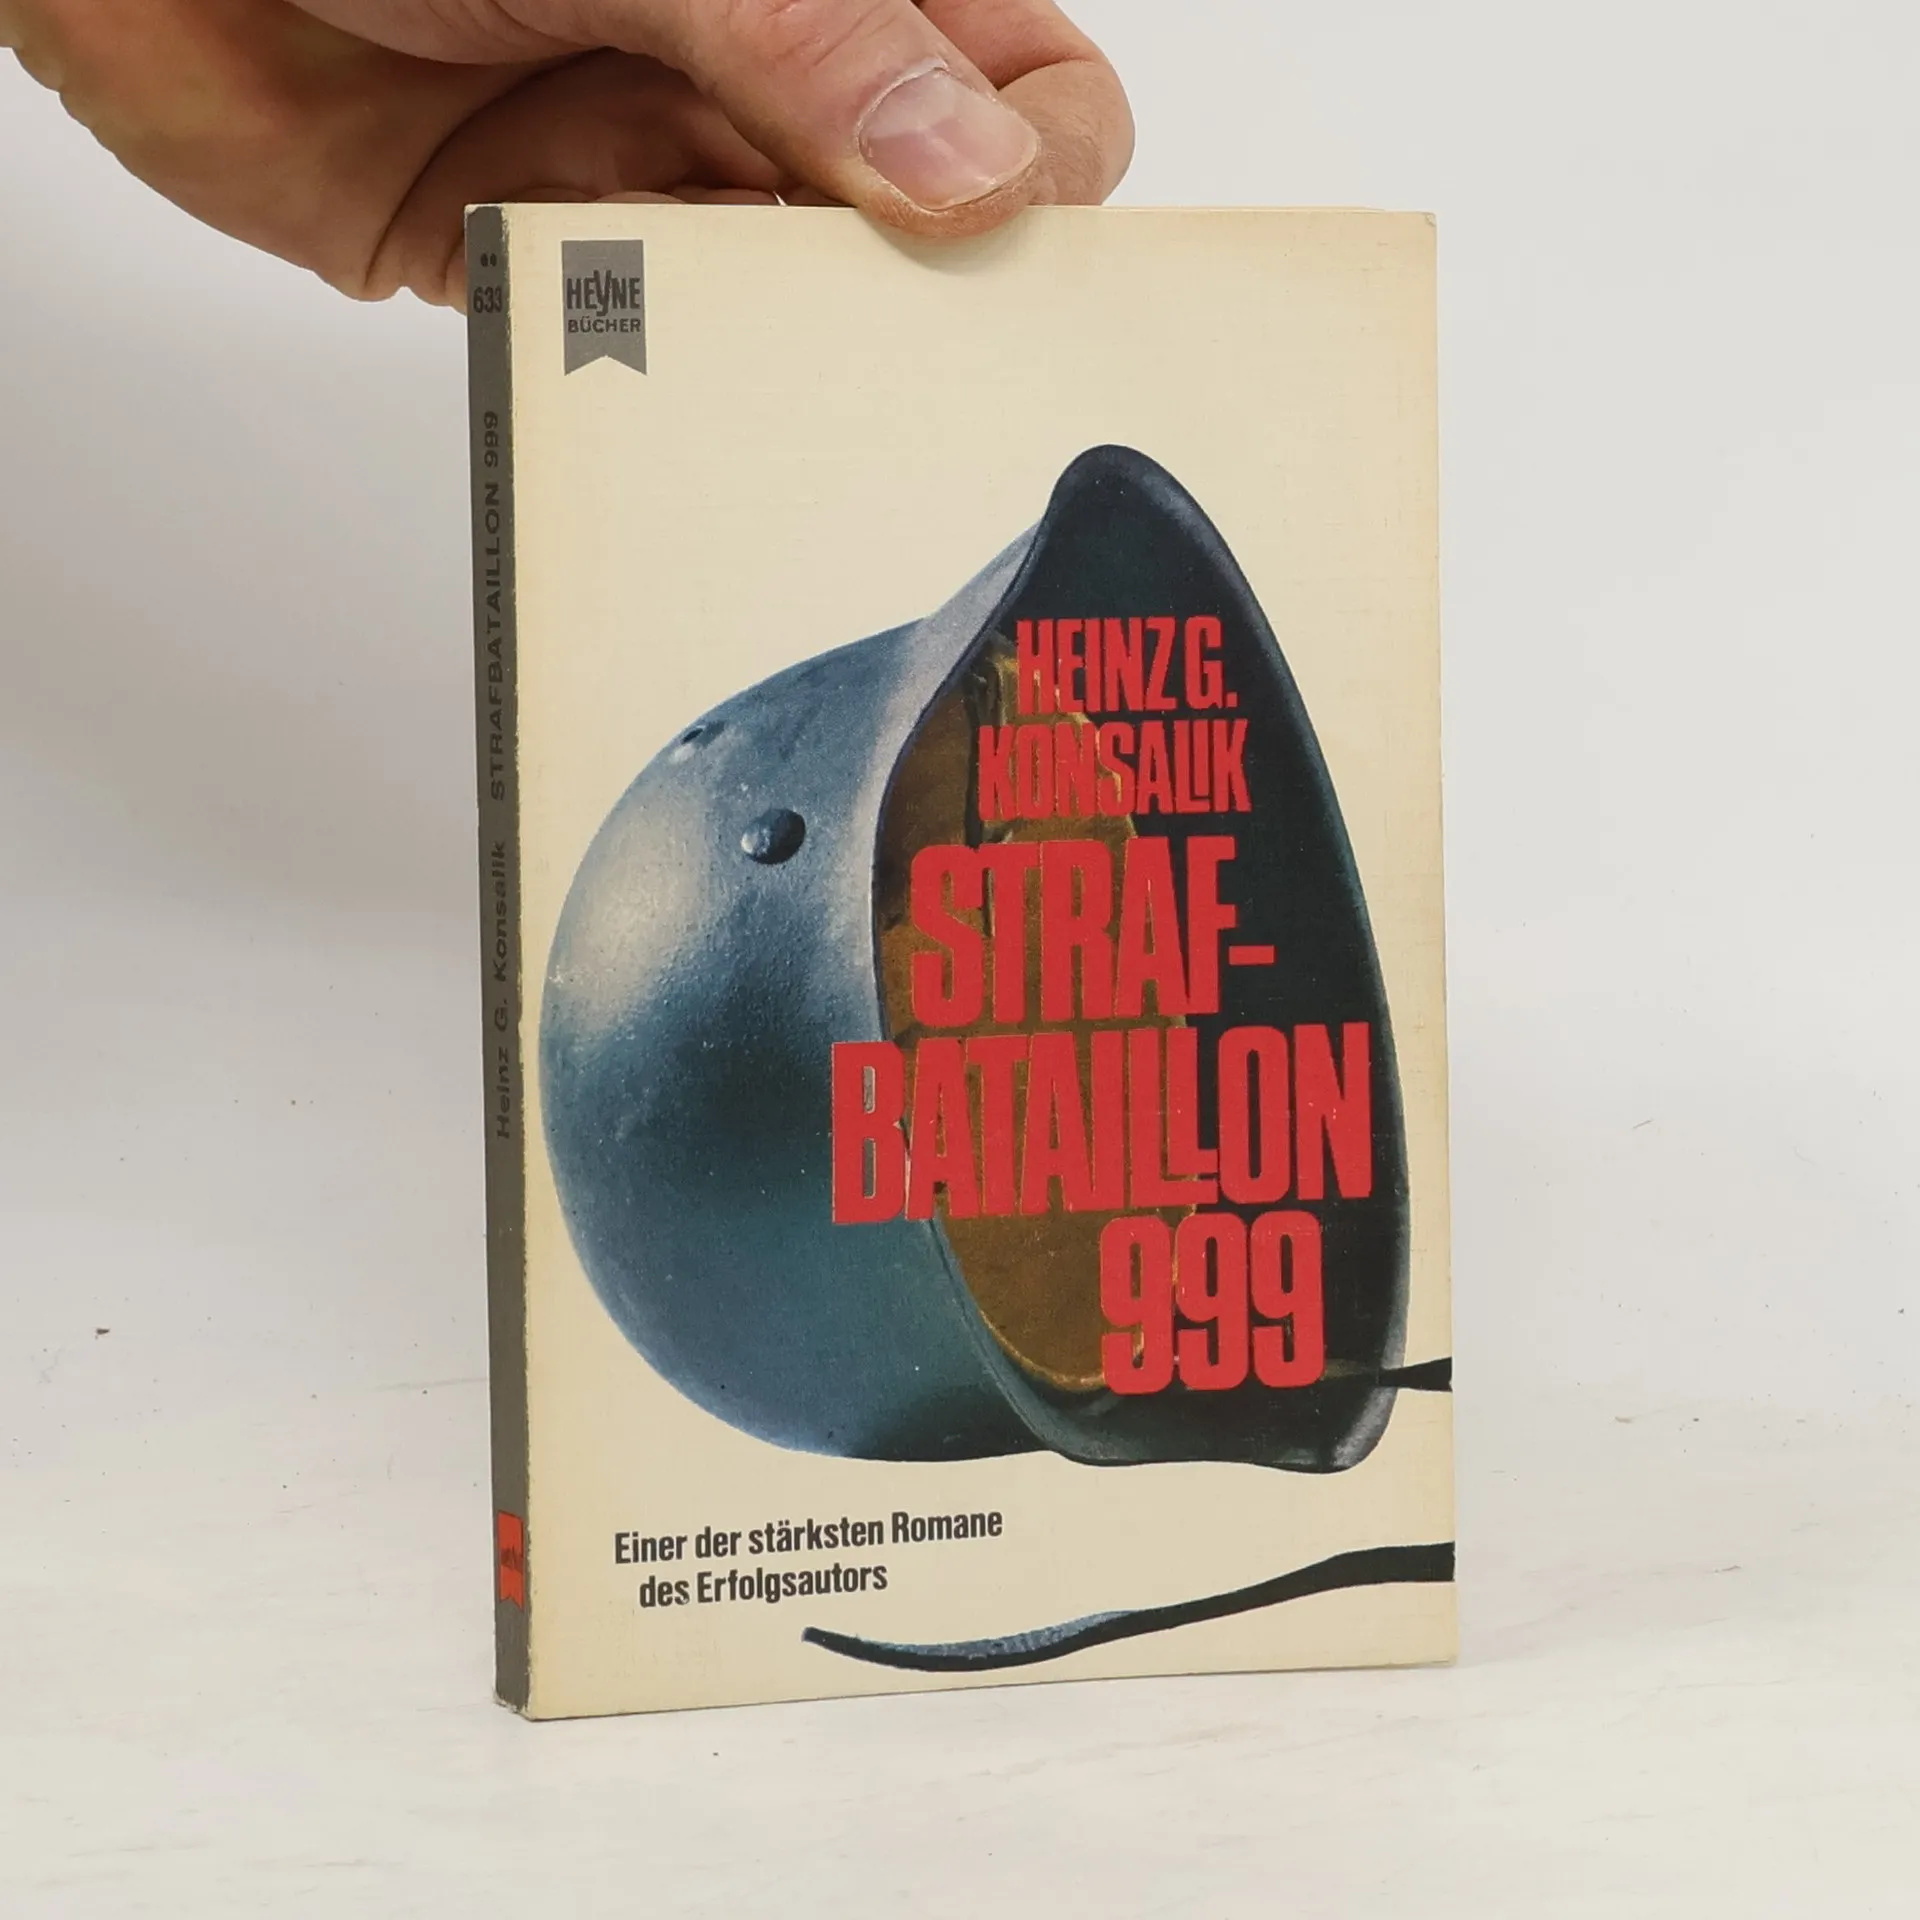 633
HEYNE
BÜCHER
Heinz G. Konsalik STRAFBATAILLON 999
HEINZ G.
KONSALIK
STRAF-
BATAILLON
999
Einer der stärksten Romane
des Erfolgsautors